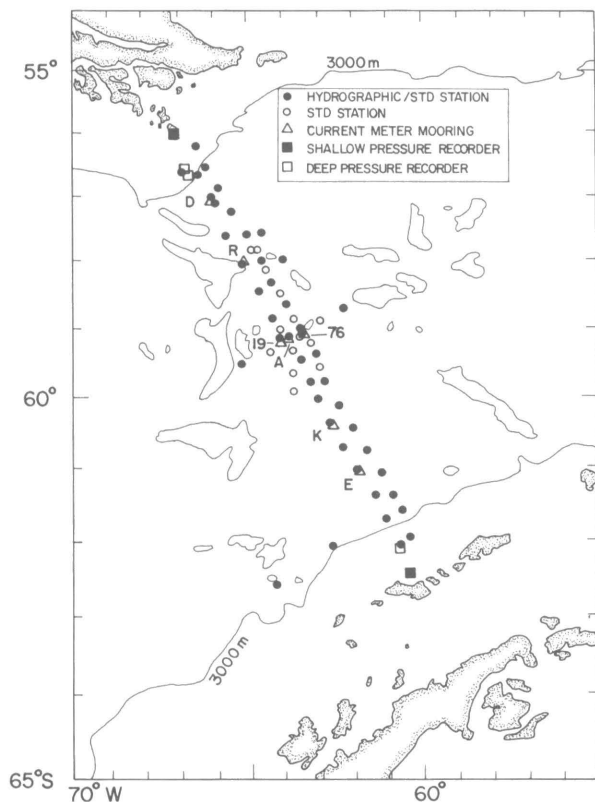 55°
3000 m
HYDROGRAPHIC/STD STATION
STD STATION
CURRENT METER MOORING
SHALLOW PRESSURE RECORDER
DEEP PRESSURE RECORDER
D
R
76
19
A
60°
K
E
3000 m
65°S
70° W
60°